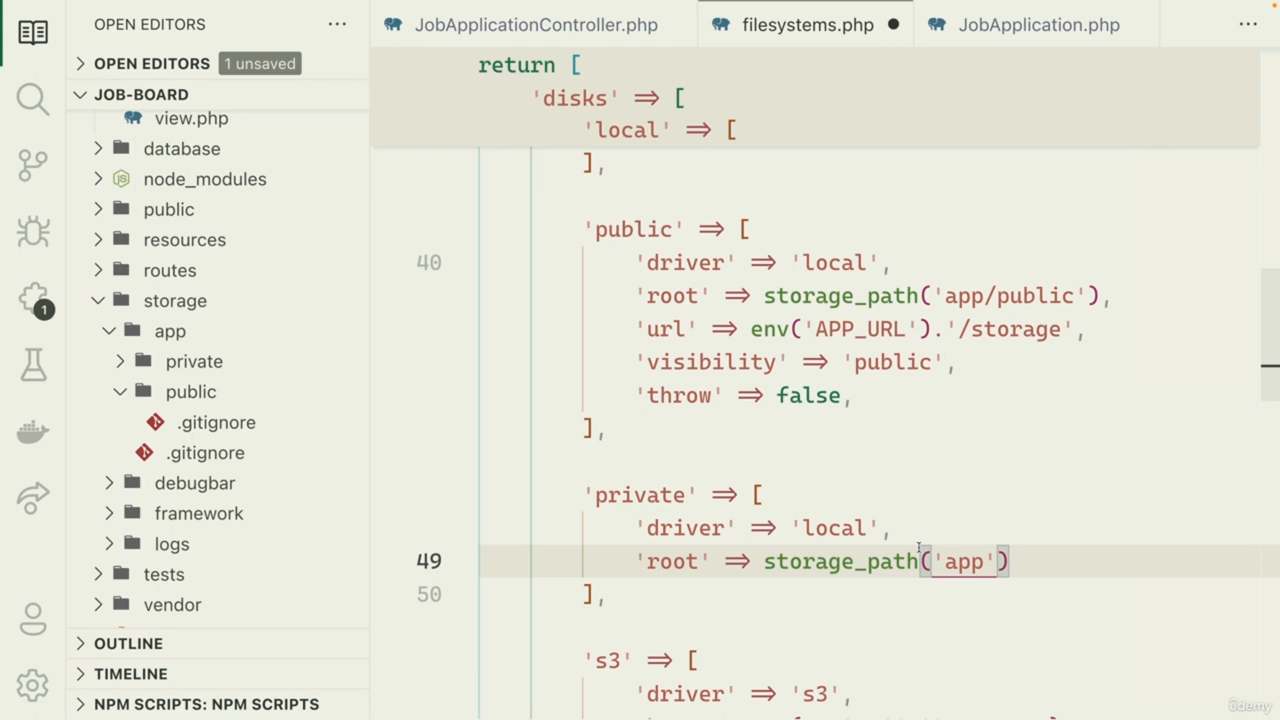 OPEN EDITORS
OPEN EDITORS 1 unsaved
JOB-BOARD
view.php
database
node_modules
public
resources
routes
storage
app
private
public
.gitignore
.gitignore
debugbar
framework
logs
tests
vendor
OUTLINE
TIMELINE
NPM SCRIPTS: NPM SCRIPTS
1
JobApplicationController.php filesystems.php JobApplication.php
return [
'disks' => [
'local' => [
],
'public' => [
40 'driver' => 'local',
'root' => storage_path('app/public'),
'url' => env('APP_URL').'/storage',
'visibility' => 'public',
'throw' => false,
],
'private' => [
'driver' => 'local',
49 'root' => storage_path('app')
50 ],
's3' => [
'driver' => 's3',
ûdemy